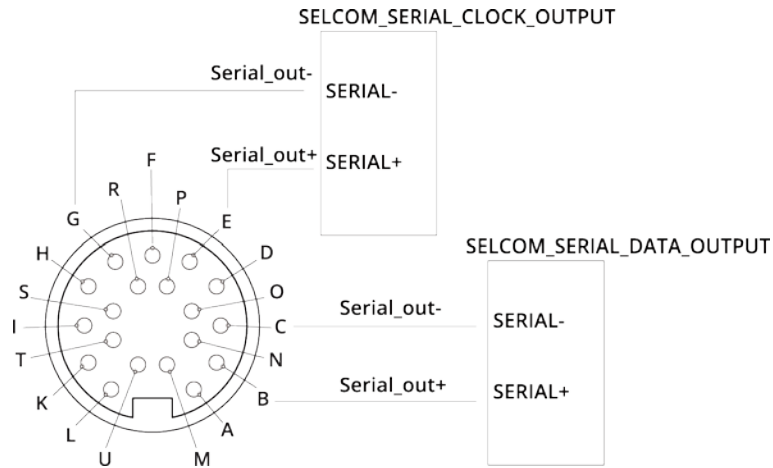 SELCOM_SERIAL_CLOCK_OUTPUT
Serial_out-
SERIAL-
Serial_out+
SERIAL+
F
R
P
G
E
H
D
SELCOM_SERIAL_DATA_OUTPUT
S
O
Serial_out-
SERIAL-
I
C
T
N
Serial_out+
SERIAL+
K
B
L
A
U
M